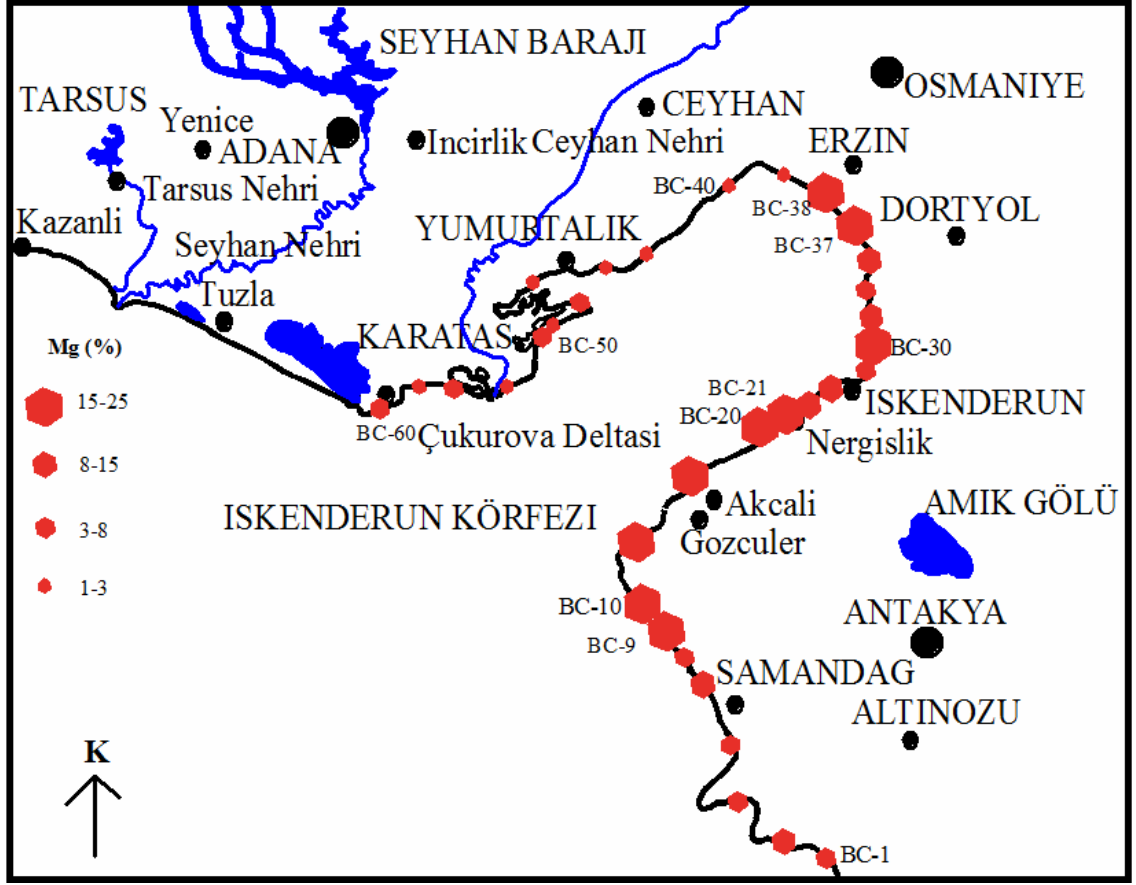 SEYHAN BARAJI
OSMANIYE
TARSUS
CEYHAN
Yenice
ADANA
Incirlik
Ceyhan Nehri
ERZIN
Tarsus Nehri
BC-40
BC-38
DORTYOL
Kazanli
Seyhan Nehri
YUMURTALIK
BC-37
Tuzla
Mg (%)
KARATAS
BC-50
BC-30
15-25
BC-21
ISKENDERUN
BC-20
BC-60
Çukurova Deltasi
Nergislik
8-15
Akcali
AMIK GÖLÜ
ISKENDERUN KÖRFEZI
3-8
Gozculer
1-3
BC-10
ANTAKYA
BC-9
SAMANDAG
ALTINOZU
K
BC-1